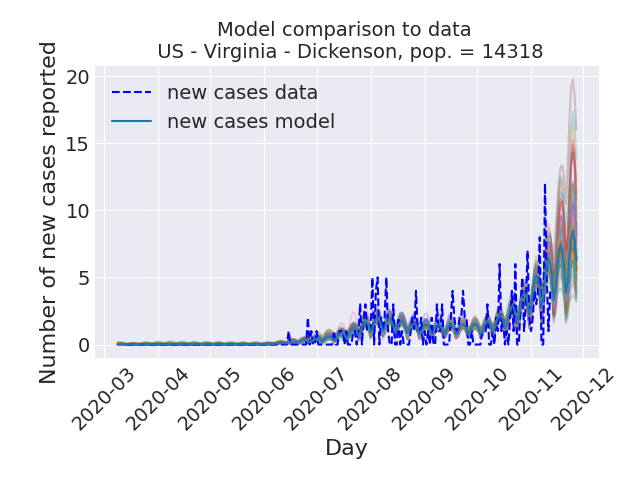 Model comparison to data
US - Virginia - Dickenson, pop. = 14318
Number of new cases reported
20
15
10
5
0
new cases data
new cases model
2020-03
2020-04
2020-05
2020-06
2020-07
2020-08
2020-09
2020-10
2020-11
2020-12
Day